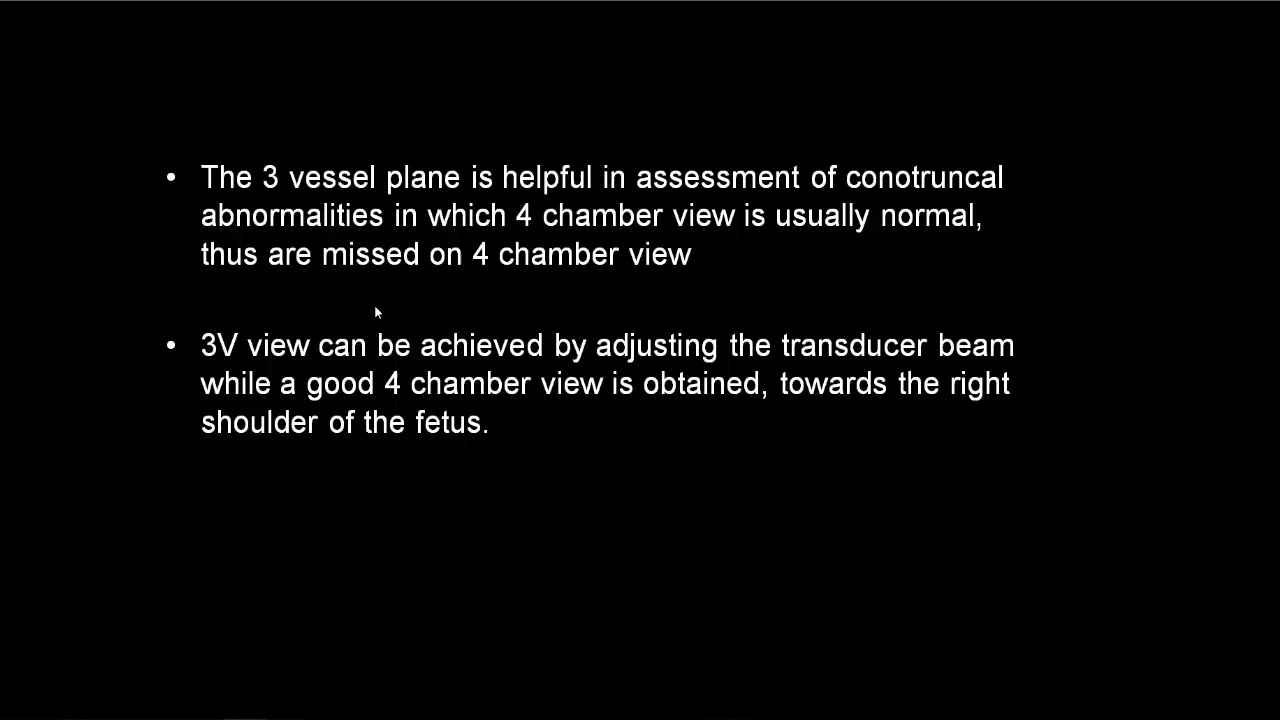 • The 3 vessel plane is helpful in assessment of conotruncal
abnormalities in which 4 chamber view is usually normal,
thus are missed on 4 chamber view
• 3V view can be achieved by adjusting the transducer beam
while a good 4 chamber view is obtained, towards the right
shoulder of the fetus.